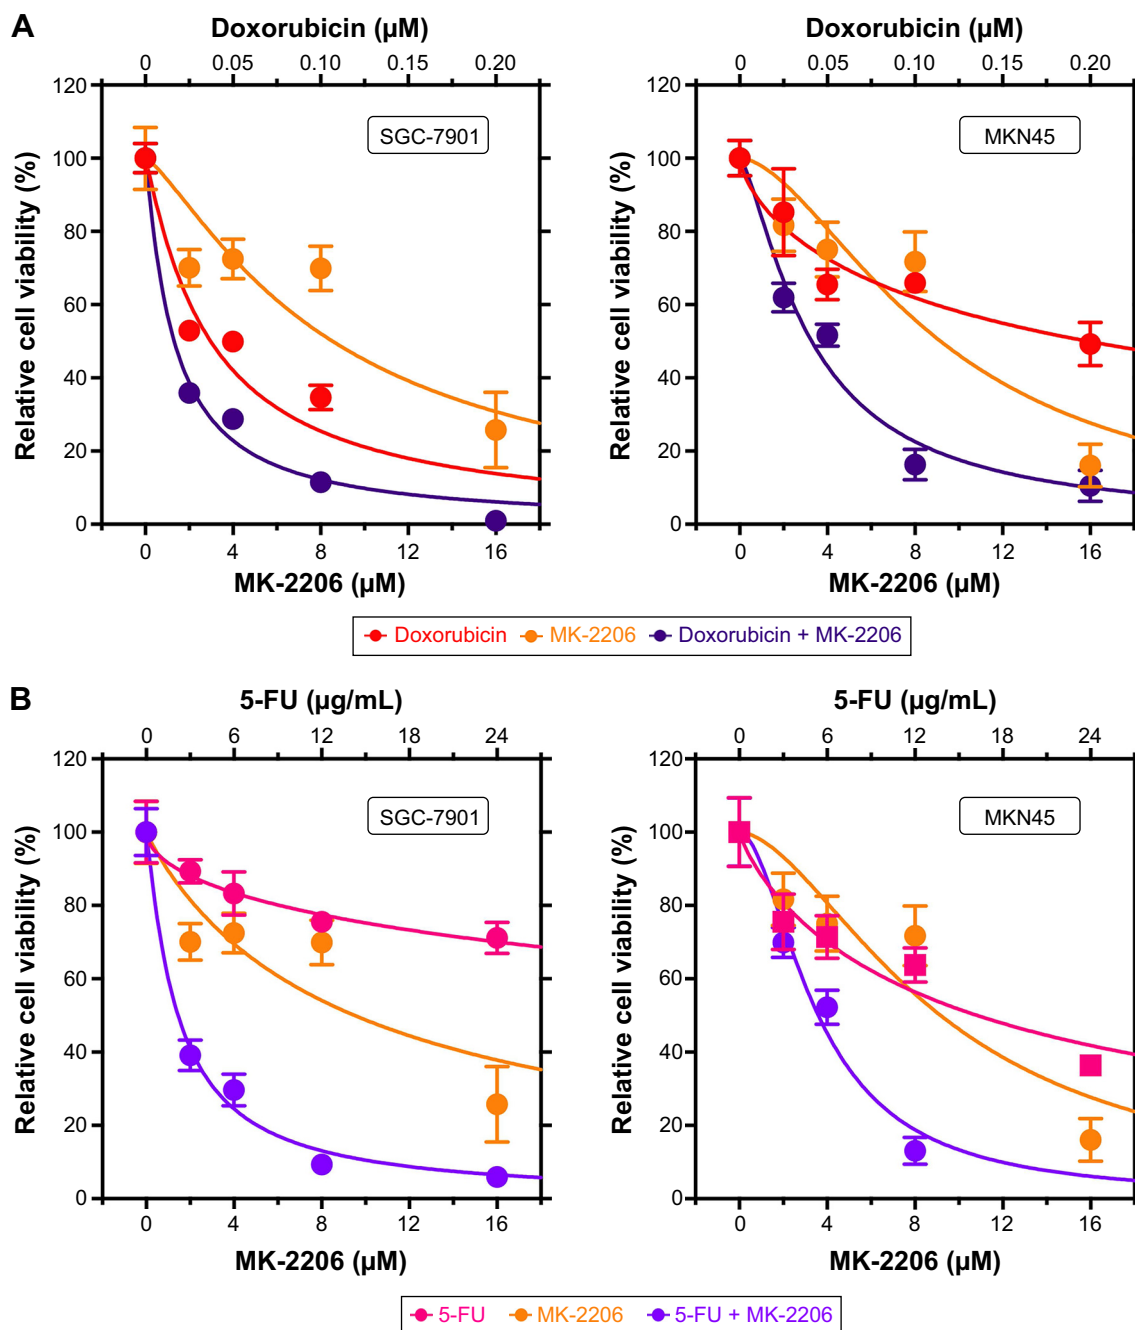 A
Doxorubicin (µM) Doxorubicin (µM)
0 0.05 0.10 0.15 0.20 0 0.05 0.10 0.15 0.20
120 120
SGC-7901 MKN45
100 100
80 80
60 60
40 40
20 20
0 0
Relative cell viability (%) Relative cell viability (%)
0 4 8 12 16 0 4 8 12 16
MK-2206 (µM) MK-2206 (µM)
Doxorubicin MK-2206 Doxorubicin + MK-2206
B
5-FU (µg/mL) 5-FU (µg/mL)
0 6 12 18 24 0 6 12 18 24
120 120
SGC-7901 MKN45
100 100
80 80
60 60
40 40
20 20
0 0
Relative cell viability (%) Relative cell viability (%)
0 4 8 12 16 0 4 8 12 16
MK-2206 (µM) MK-2206 (µM)
5-FU MK-2206 5-FU + MK-2206